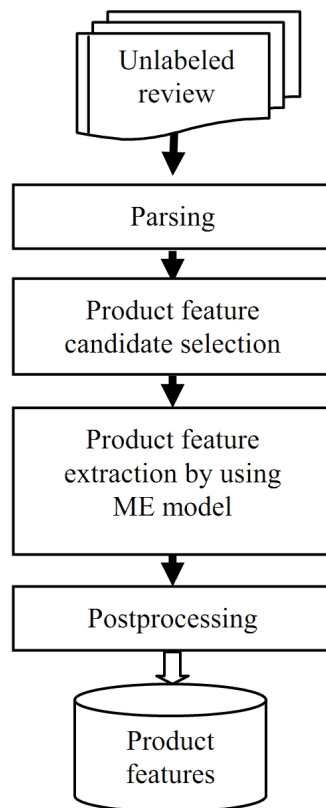 Unlabeled
review
Parsing
Product feature
candidate selection
Product feature
extraction by using
ME model
Postprocessing
Product
features